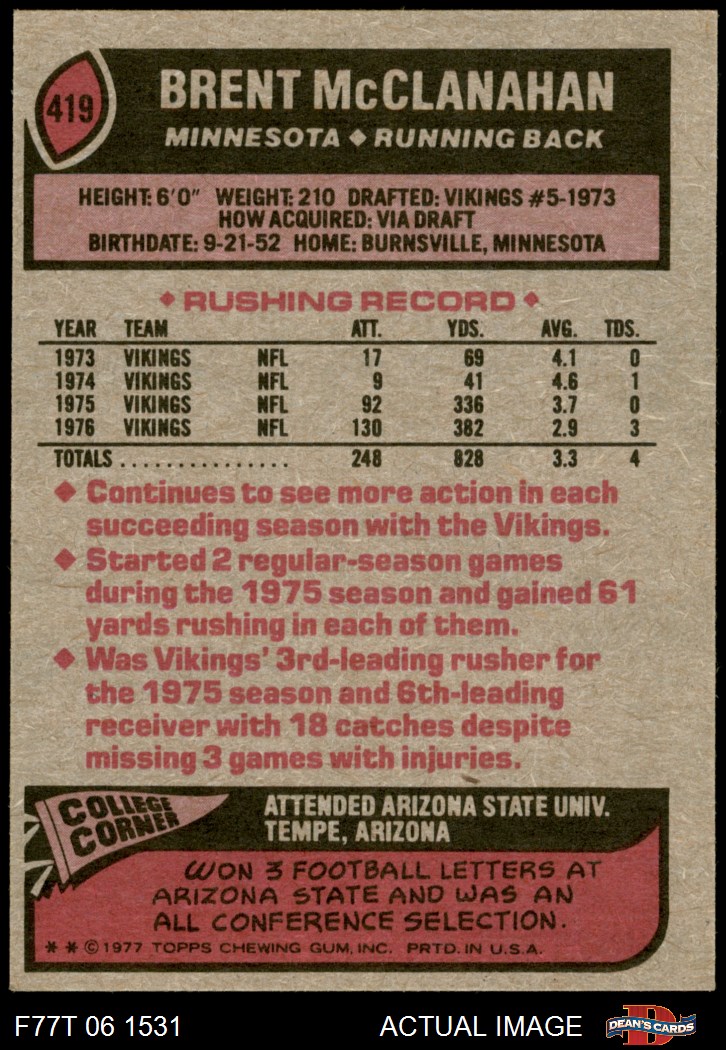 419
BRENT McCLANAHAN
MINNESOTA ◆ RUNNING BACK
HEIGHT: 6'0" WEIGHT: 210 DRAFTED: VIKINGS #5-1973
HOW ACQUIRED: VIA DRAFT
BIRTHDATE: 9-21-52 HOME: BURNSVILLE, MINNESOTA
◆ RUSHING RECORD ◆
YEAR TEAM ATT. YDS. AVG. TDS.
1973 VIKINGS NFL 17 69 4.1 0
1974 VIKINGS NFL 9 41 4.6 1
1975 VIKINGS NFL 92 336 3.7 0
1976 VIKINGS NFL 130 382 2.9 3
TOTALS ............... 248 828 3.3 4
◆ Continues to see more action in each
succeeding season with the Vikings.
◆ Started 2 regular-season games
during the 1975 season and gained 61
yards rushing in each of them.
◆ Was Vikings' 3rd-leading rusher for
the 1975 season and 6th-leading
receiver with 18 catches despite
missing 3 games with injuries.
COLLEGE
CORNER
ATTENDED ARIZONA STATE UNIV.
TEMPE, ARIZONA
WON 3 FOOTBALL LETTERS AT
ARIZONA STATE AND WAS AN
ALL CONFERENCE SELECTION.
* * © 1977 TOPPS CHEWING GUM, INC. PRTD. IN U.S.A.
F77T 06 1531 ACTUAL IMAGE
D
DEAN'S CARDS